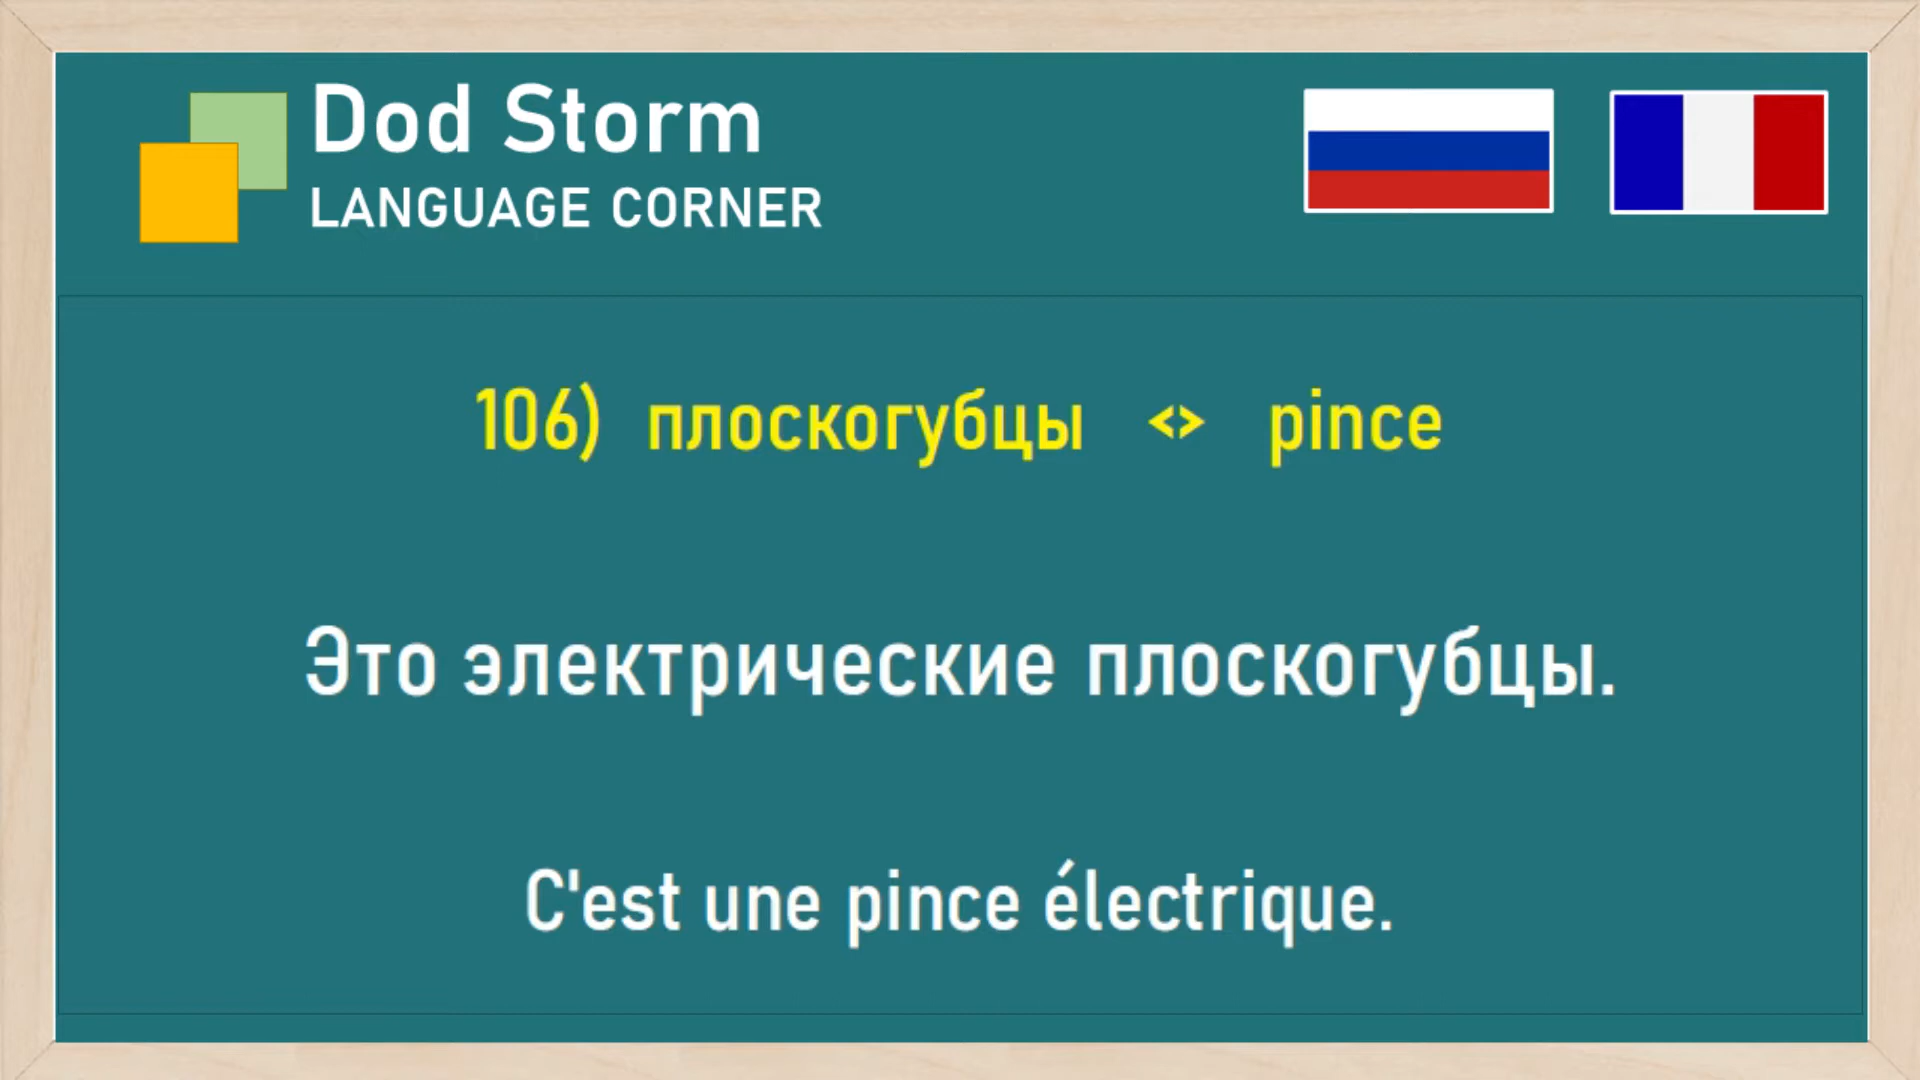 Dod Storm
LANGUAGE CORNER
106) плоскогубцы <> pince
Это электрические плоскогубцы.
C'est une pince électrique.